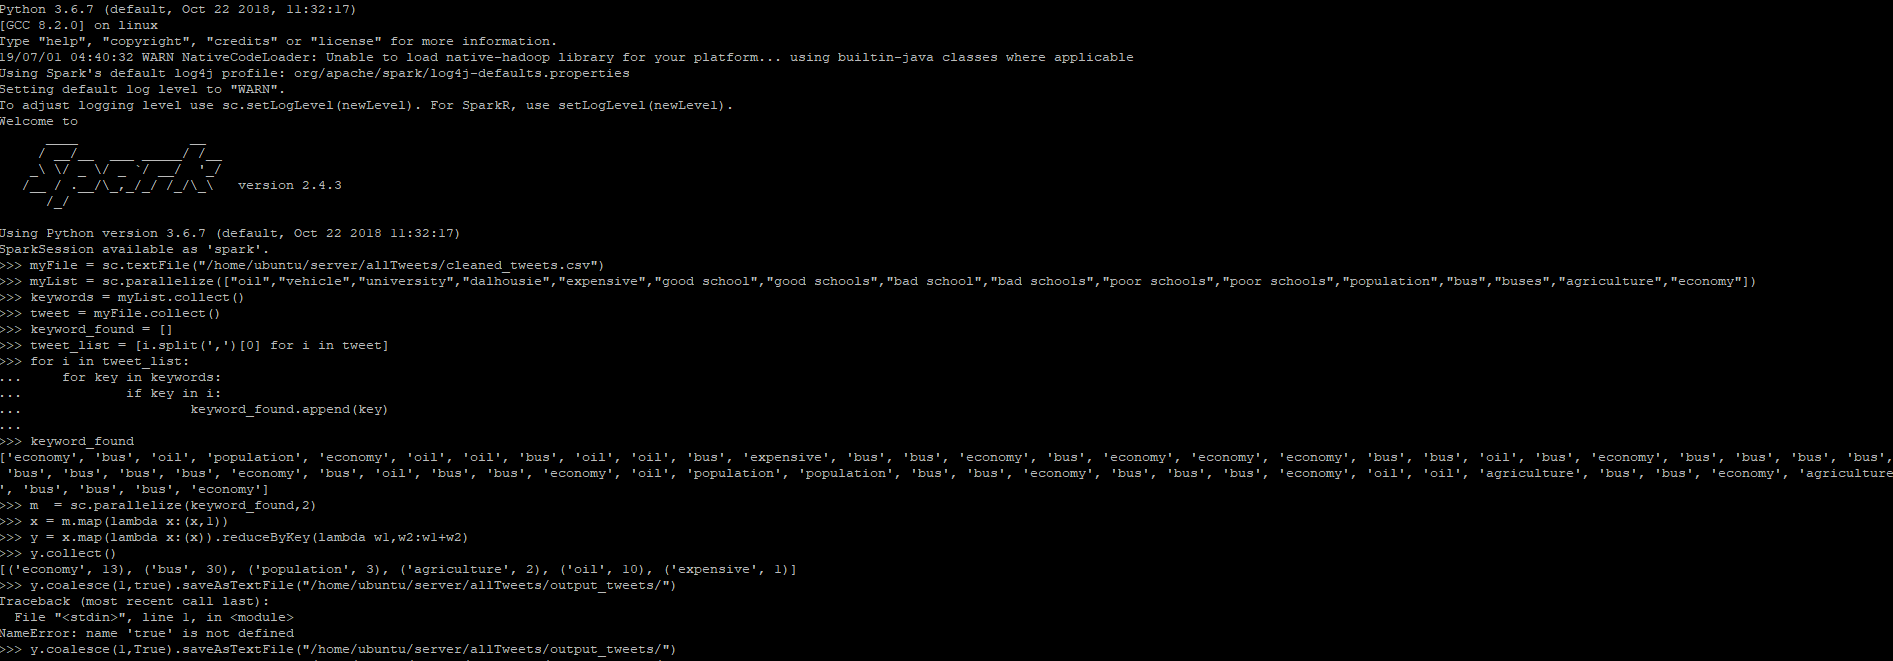 Python 3.6.7 (default, Oct 22 2018, 11:32:17)
[GCC 8.2.0] on linux
Type "help", "copyright", "credits" or "license" for more information.
19/07/01 04:40:32 WARN NativeCodeLoader: Unable to load native-hadoop library for your platform... using builtin-java classes where applicable
Using Spark's default log4j profile: org/apache/spark/log4j-defaults.properties
Setting default log level to "WARN".
To adjust logging level use sc.setLogLevel(newLevel). For SparkR, use setLogLevel(newLevel).
Welcome to
      ____              __
     / __/__  ___ _____/ /__
    _\ \/ _ \/ _ `/ __/  '_/
   /__ / .__/\_,_/_/ /_/\_\   version 2.4.3
      /_/
Using Python version 3.6.7 (default, Oct 22 2018 11:32:17)
SparkSession available as 'spark'.
>>> myFile = sc.textFile("/home/ubuntu/server/allTweets/cleaned_tweets.csv")
>>> myList = sc.parallelize(["oil","vehicle","university","dalhousie","expensive","good school","good schools","bad school","bad schools","poor schools","poor schools","population","bus","buses","agriculture","economy"])
>>> keywords = myList.collect()
>>> tweet = myFile.collect()
>>> keyword_found = []
>>> tweet_list = [i.split(',')[0] for i in tweet]
>>> for i in tweet_list:
...     for key in keywords:
...             if key in i:
...                     keyword_found.append(key)
...
>>> keyword_found
['economy', 'bus', 'oil', 'population', 'economy', 'oil', 'oil', 'bus', 'oil', 'oil', 'bus', 'expensive', 'bus', 'bus', 'economy', 'bus', 'economy', 'economy', 'economy', 'bus', 'bus', 'oil', 'bus', 'economy', 'bus', 'bus', 'bus', 'bus',
 'bus', 'bus', 'bus', 'bus', 'economy', 'bus', 'oil', 'bus', 'bus', 'economy', 'oil', 'population', 'population', 'bus', 'bus', 'economy', 'bus', 'bus', 'bus', 'economy', 'oil', 'oil', 'agriculture', 'bus', 'bus', 'economy', 'agriculture
', 'bus', 'bus', 'bus', 'economy']
>>> m  = sc.parallelize(keyword_found,2)
>>> x = m.map(lambda x:(x,1))
>>> y = x.map(lambda x:(x)).reduceByKey(lambda w1,w2:w1+w2)
>>> y.collect()
[('economy', 13), ('bus', 30), ('population', 3), ('agriculture', 2), ('oil', 10), ('expensive', 1)]
>>> y.coalesce(1,true).saveAsTextFile("/home/ubuntu/server/allTweets/output_tweets/")
Traceback (most recent call last):
  File "<stdin>", line 1, in <module>
NameError: name 'true' is not defined
>>> y.coalesce(1,True).saveAsTextFile("/home/ubuntu/server/allTweets/output_tweets/")